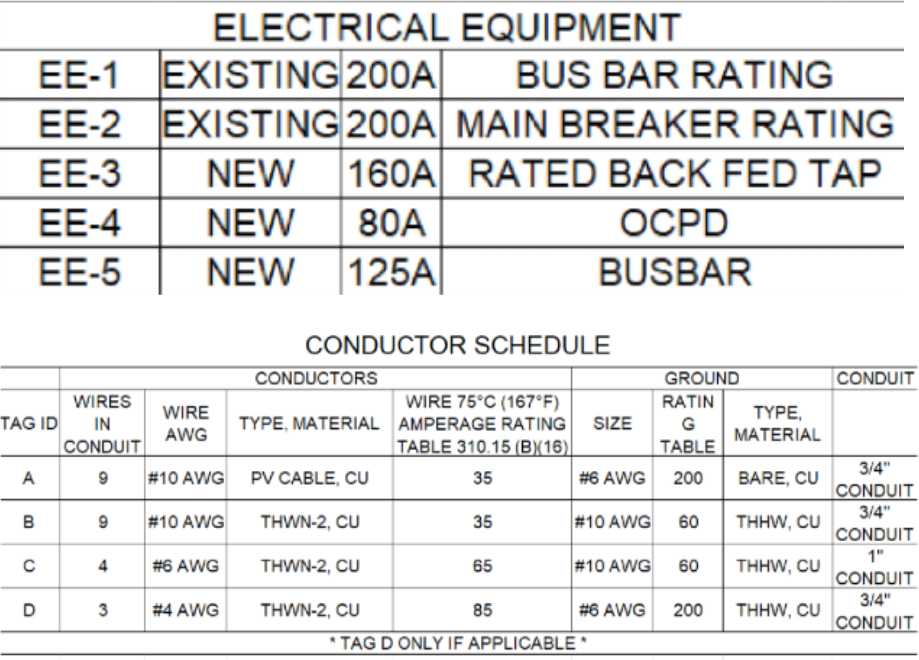 ELECTRICAL EQUIPMENT
EE-1 EXISTING 200A BUS BAR RATING
EE-2 EXISTING 200A MAIN BREAKER RATING
EE-3 NEW 160A RATED BACK FED TAP
EE-4 NEW 80A OCPD
EE-5 NEW 125A BUSBAR
CONDUCTOR SCHEDULE
CONDUCTORS GROUND CONDUIT
TAG ID
WIRES
IN
CONDUIT
WIRE
AWG
TYPE, MATERIAL
WIRE 75°C (167°F)
AMPERAGE RATING
TABLE 310.15 (B)(16)
SIZE
RATIN
G
TABLE
TYPE,
MATERIAL
A 9 #10 AWG PV CABLE, CU 35 #6 AWG 200 BARE, CU 3/4"
CONDUIT
B 9 #10 AWG THWN-2, CU 35 #10 AWG 60 THHW, CU 3/4"
CONDUIT
C 4 #6 AWG THWN-2, CU 65 #10 AWG 60 THHW, CU 1"
CONDUIT
D 3 #4 AWG THWN-2, CU 85 #6 AWG 200 THHW, CU 3/4"
CONDUIT
* TAG D ONLY IF APPLICABLE *